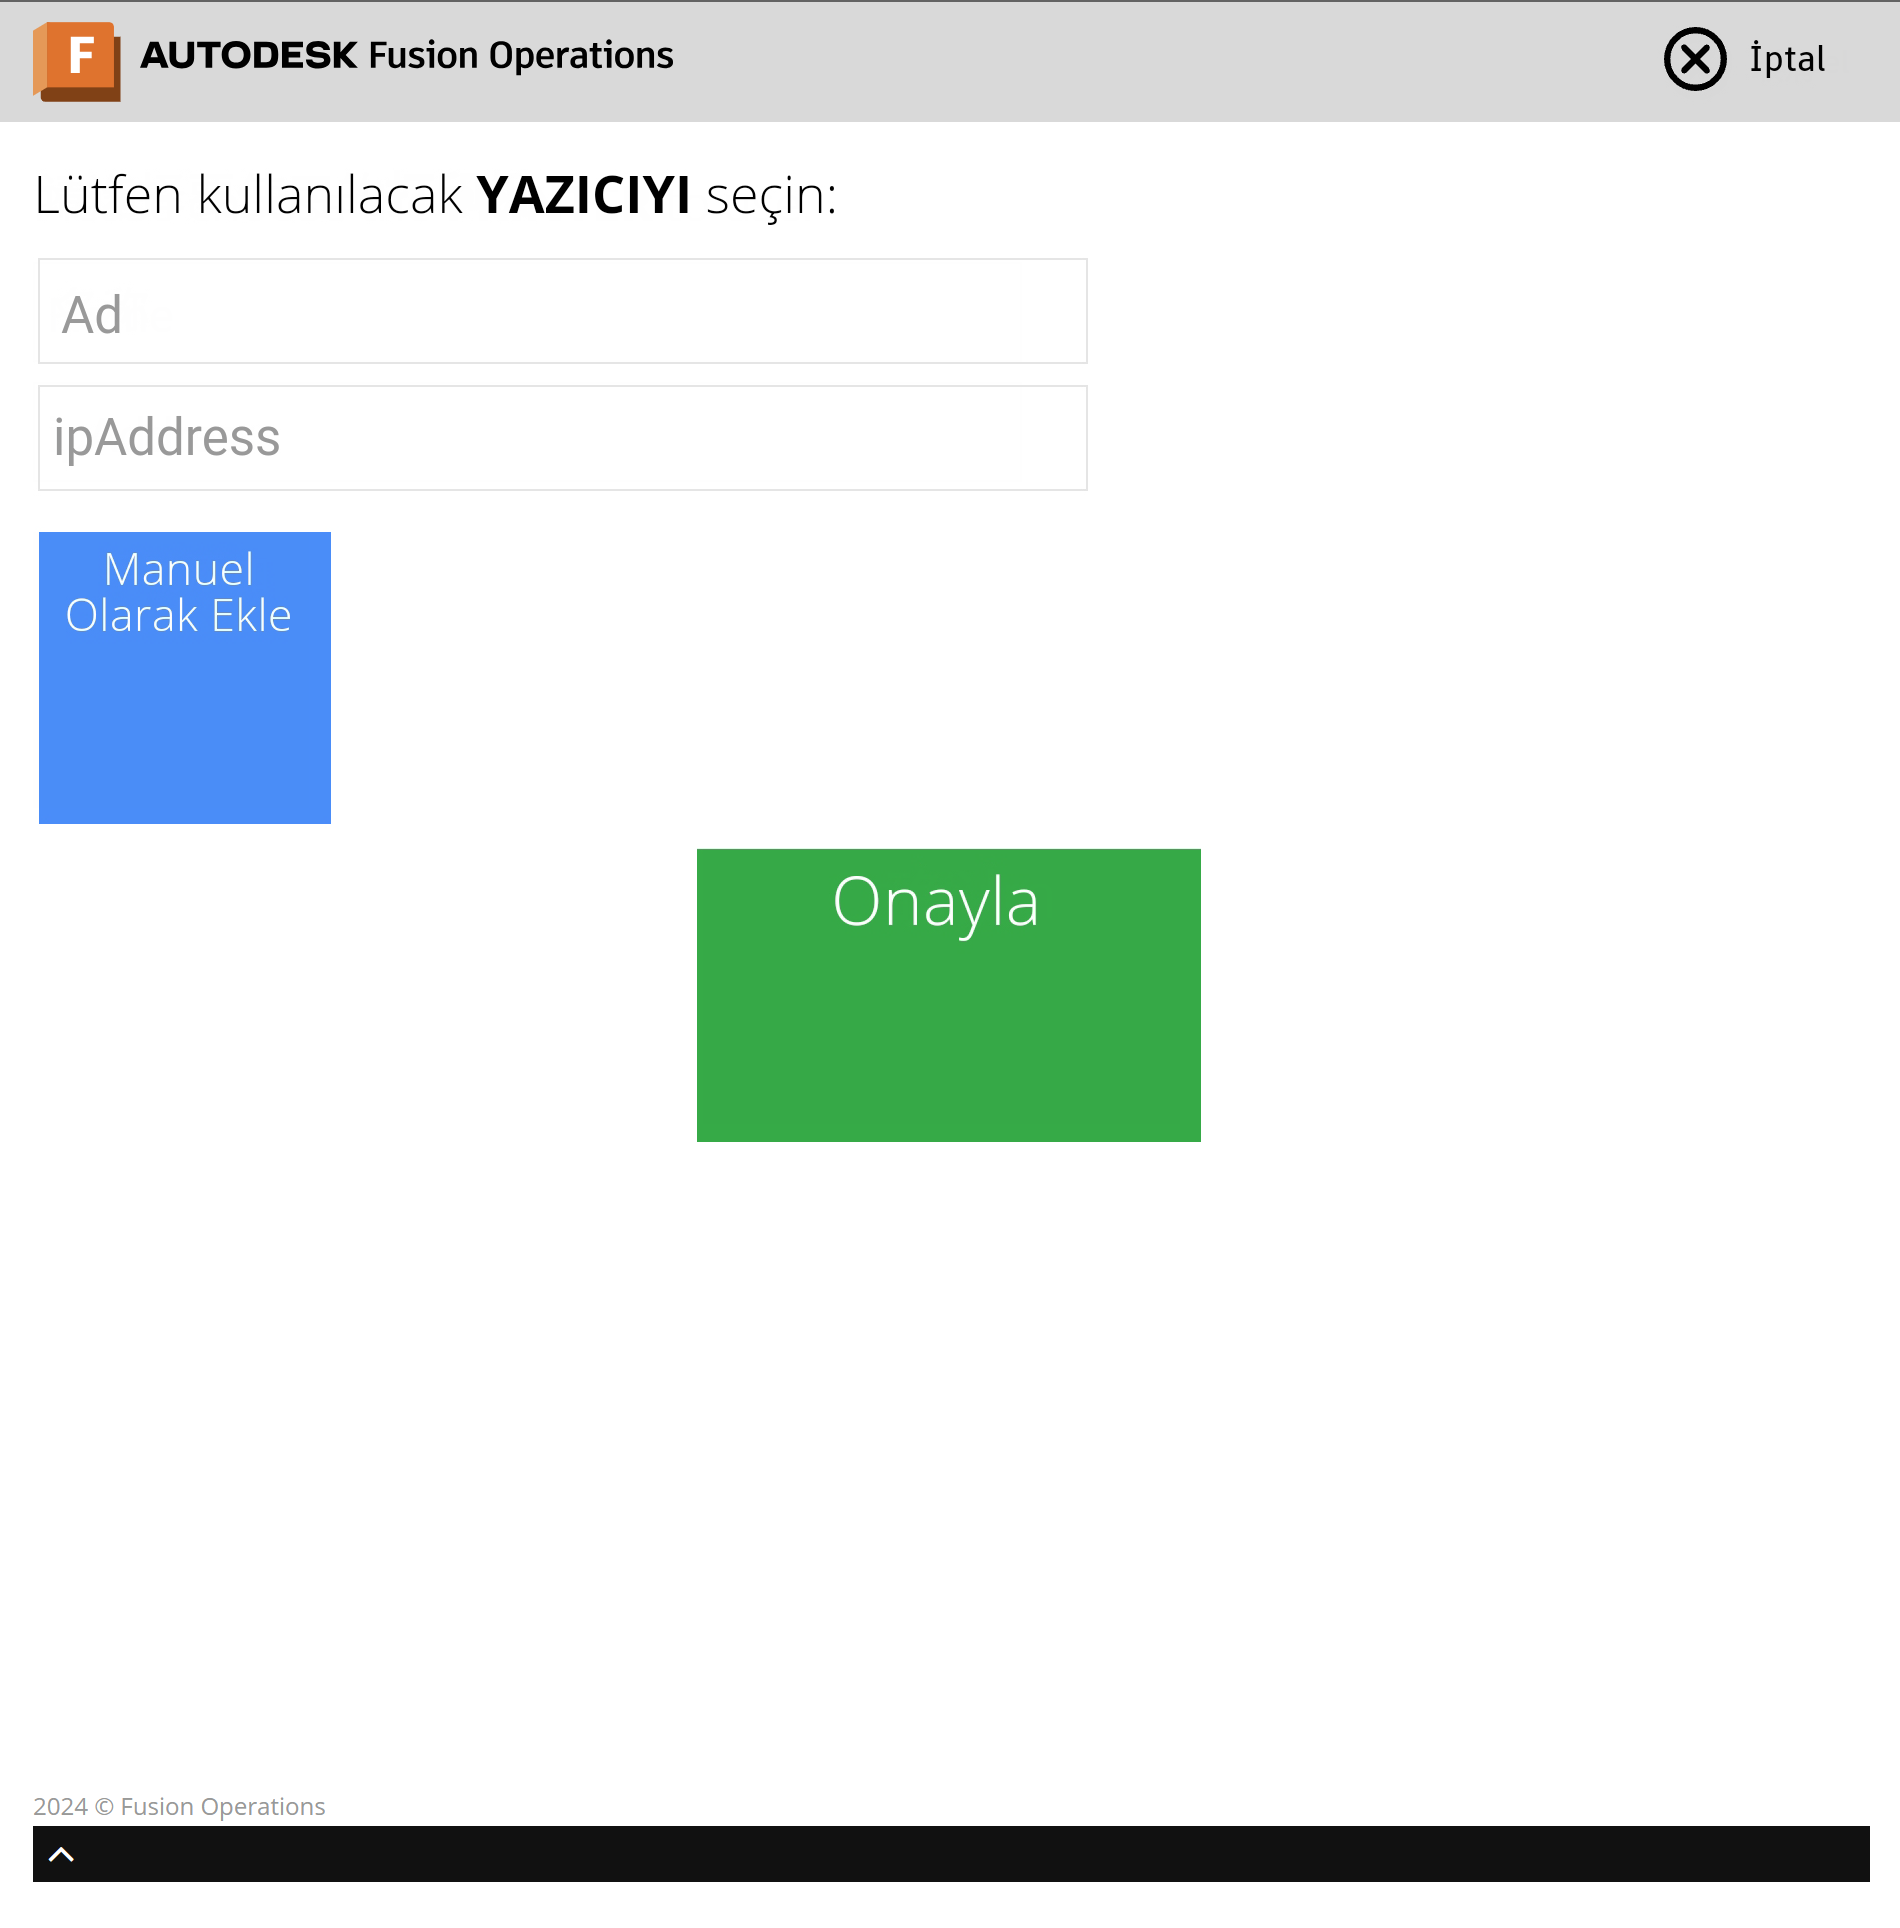 F AUTODESK Fusion Operations
İptal
Lütfen kullanılacak YAZICIYI seçin:
Ad
ipAddress
Manuel
Olarak Ekle
Onayla
2024 © Fusion Operations